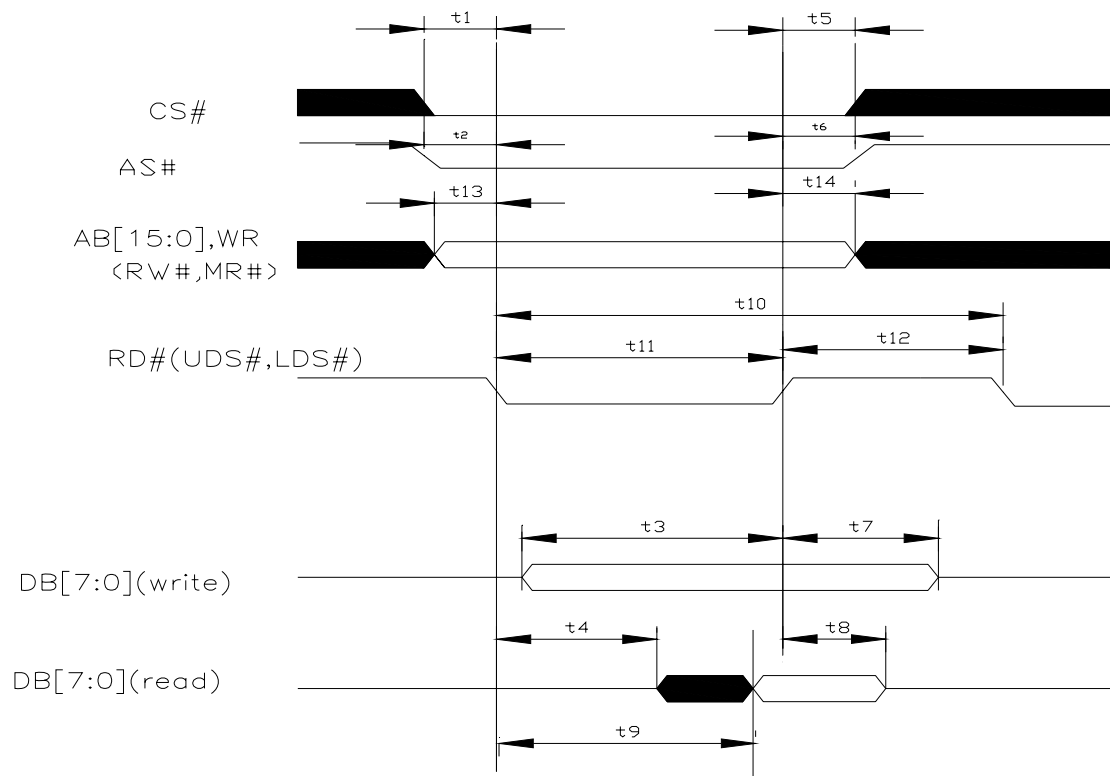 t1
t5
CS#
t2
t6
AS#
t13
t14
AB[15:0],WR
(RW#,MR#)
t10
t11
t12
RD#(UDS#,LDS#)
t3
t7
DB[7:0](write)
t4
t8
DB[7:0](read)
t9